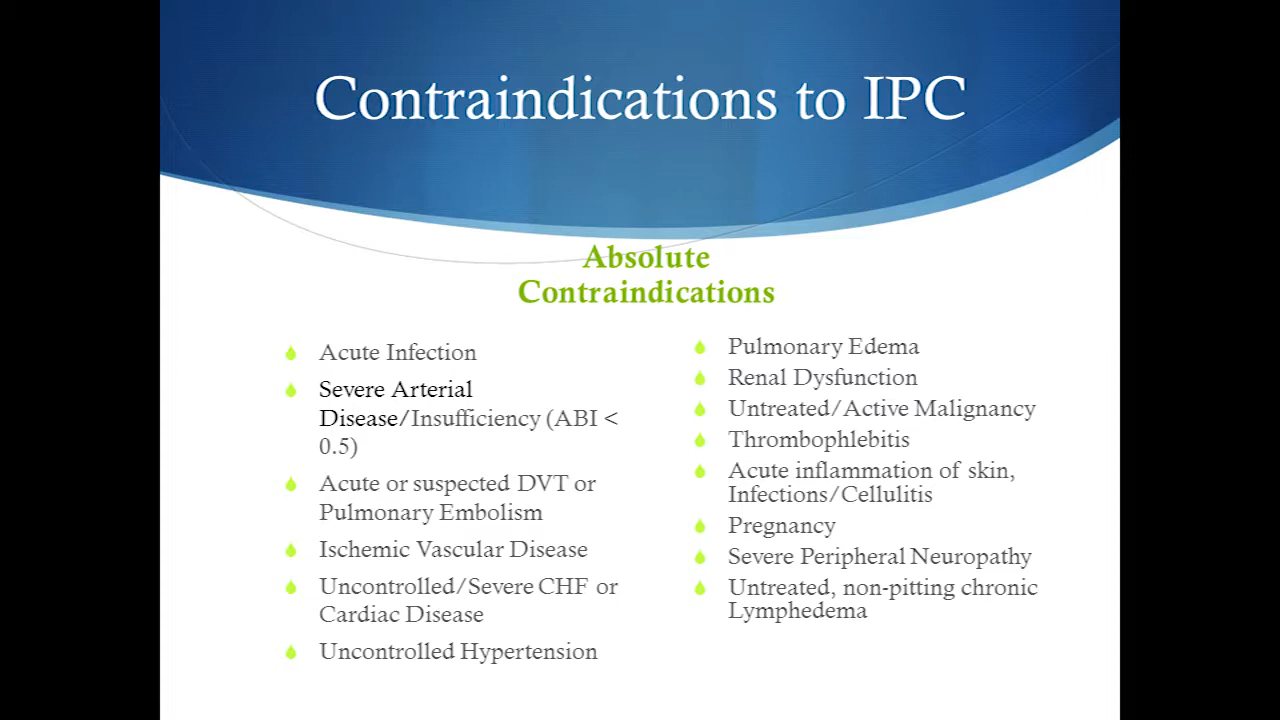 Contraindications to IPC
Absolute
Contraindications
Acute Infection
Severe Arterial
Disease/Insufficiency (ABI <
0.5)
Acute or suspected DVT or
Pulmonary Embolism
Ischemic Vascular Disease
Uncontrolled/Severe CHF or
Cardiac Disease
Uncontrolled Hypertension
Pulmonary Edema
Renal Dysfunction
Untreated/Active Malignancy
Thrombophlebitis
Acute inflammation of skin,
Infections/Cellulitis
Pregnancy
Severe Peripheral Neuropathy
Untreated, non-pitting chronic
Lymphedema